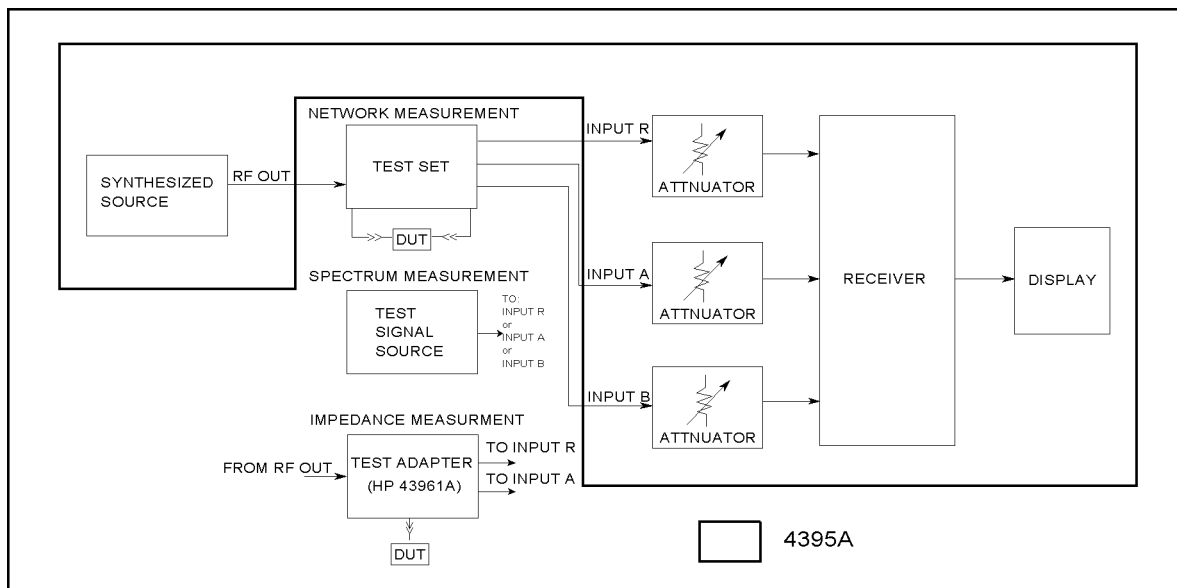 NETWORK MEASUREMENT
SYNTHESIZED
SOURCE
RF OUT
TEST SET
DUT
INPUT R
ATTNUATOR
INPUT A
ATTNUATOR
INPUT B
ATTNUATOR
RECEIVER
DISPLAY
SPECTRUM MEASUREMENT
TEST
SIGNAL
SOURCE
TO:
INPUT R
or
INPUT A
or
INPUT B
IMPEDANCE MEASURMENT
FROM RF OUT
TEST ADAPTER
(HP 43961A)
TO INPUT R
TO INPUT A
DUT
4395A